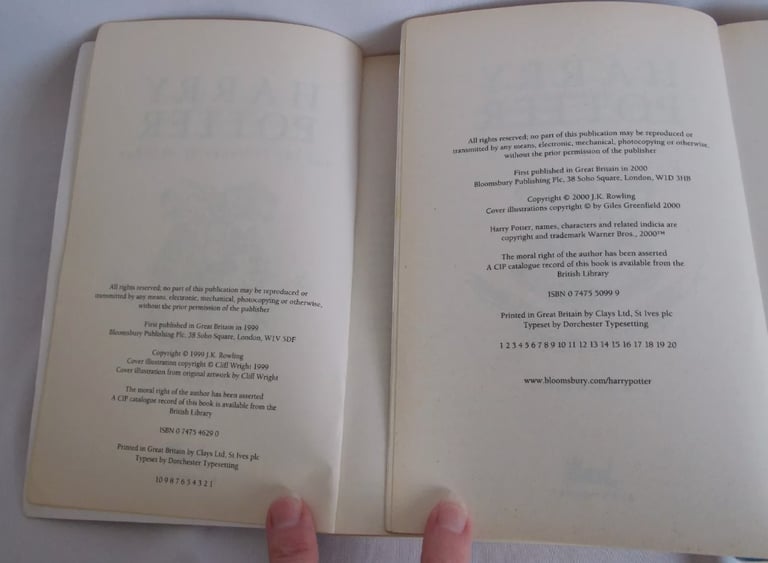 HARRY
POTTER
All rights reserved; no part of this publication may be reproduced or
transmitted by any means, electronic, mechanical, photocopying or otherwise,
without the prior permission of the publisher
First published in Great Britain in 1999
Bloomsbury Publishing Plc, 38 Soho Square, London, W1V 5DF
Copyright © 1999 J.K. Rowling
Cover illustration copyright © Cliff Wright 1999
Cover illustration from original artwork by Cliff Wright
The moral right of the author has been asserted
A CIP catalogue record of this book is available from the
British Library
ISBN 0 7475 4629 0
Printed in Great Britain by Clays Ltd, St Ives plc
Typeset by Dorchester Typesetting
10 9 8 7 6 5 4 3 2 1
HARRY
POTTER
All rights reserved; no part of this publication may be reproduced or
transmitted by any means, electronic, mechanical, photocopying or otherwise,
without the prior permission of the publisher
First published in Great Britain in 2000
Bloomsbury Publishing Plc, 38 Soho Square, London, W1D 3HB
Copyright © 2000 J.K. Rowling
Cover illustrations copyright © by Giles Greenfield 2000
Harry Potter, names, characters and related indicia are
copyright and trademark Warner Bros., 2000™
The moral right of the author has been asserted
A CIP catalogue record of this book is available from the
British Library
ISBN 0 7475 5099 9
Printed in Great Britain by Clays Ltd, St Ives plc
Typeset by Dorchester Typesetting
1 2 3 4 5 6 7 8 9 10 11 12 13 14 15 16 17 18 19 20
www.bloomsbury.com/harrypotter